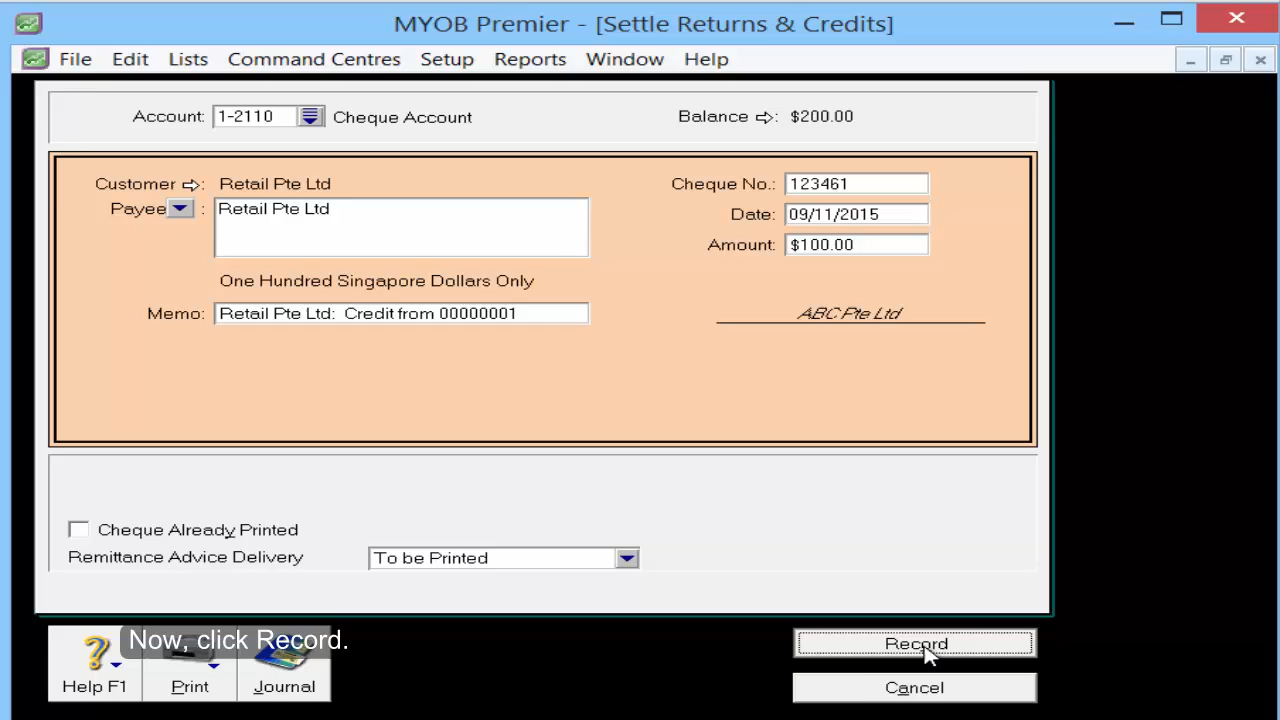 MYOB Premier - [Settle Returns & Credits]
File Edit Lists Command Centres Setup Reports Window Help
Account: 1-2110 Cheque Account Balance ⇨: $200.00
Customer ⇨: Retail Pte Ltd Cheque No.: 123461
Payee : Retail Pte Ltd Date: 09/11/2015
Amount: $100.00
One Hundred Singapore Dollars Only
Memo: Retail Pte Ltd: Credit from 00000001 ABC Pte Ltd
Cheque Already Printed
Remittance Advice Delivery To be Printed
Now, click Record.
Record
Help F1 Print Journal Cancel